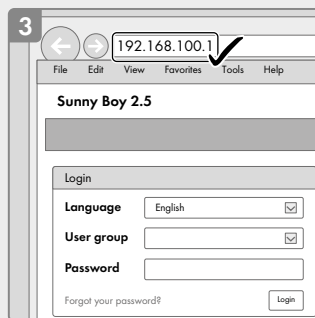 3
192.168.100.1
File Edit View Favorites Tools Help
Sunny Boy 2.5
Login
Language English
User group
Password
Forgot your password? Login